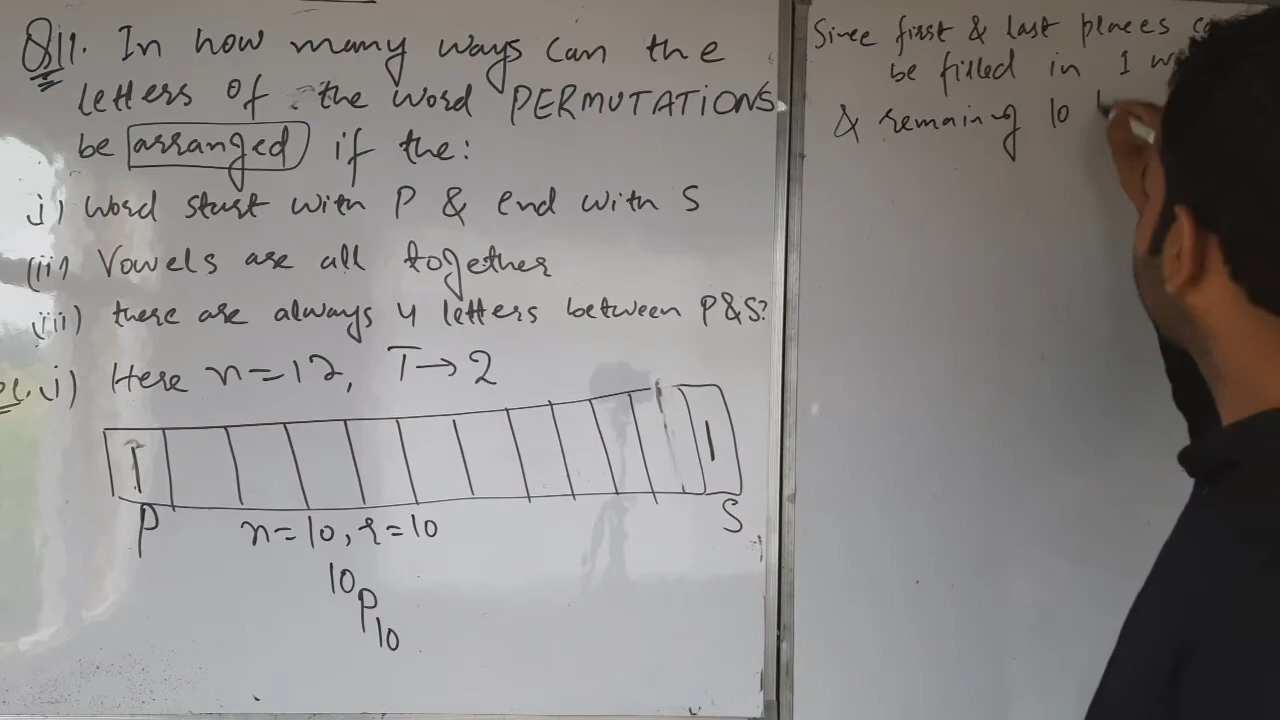 Q11. In how many ways can the
letters of the word PERMUTATIONS
be arranged if the:
i) Word start with P & end with S
(ii) Vowels are all together
(iii) there are always 4 letters between P&S?
i) Here n=12, T→2
1 1
P S
n=10, r=10
10P10
Since first & last places
be filled in 1
& remaining 10